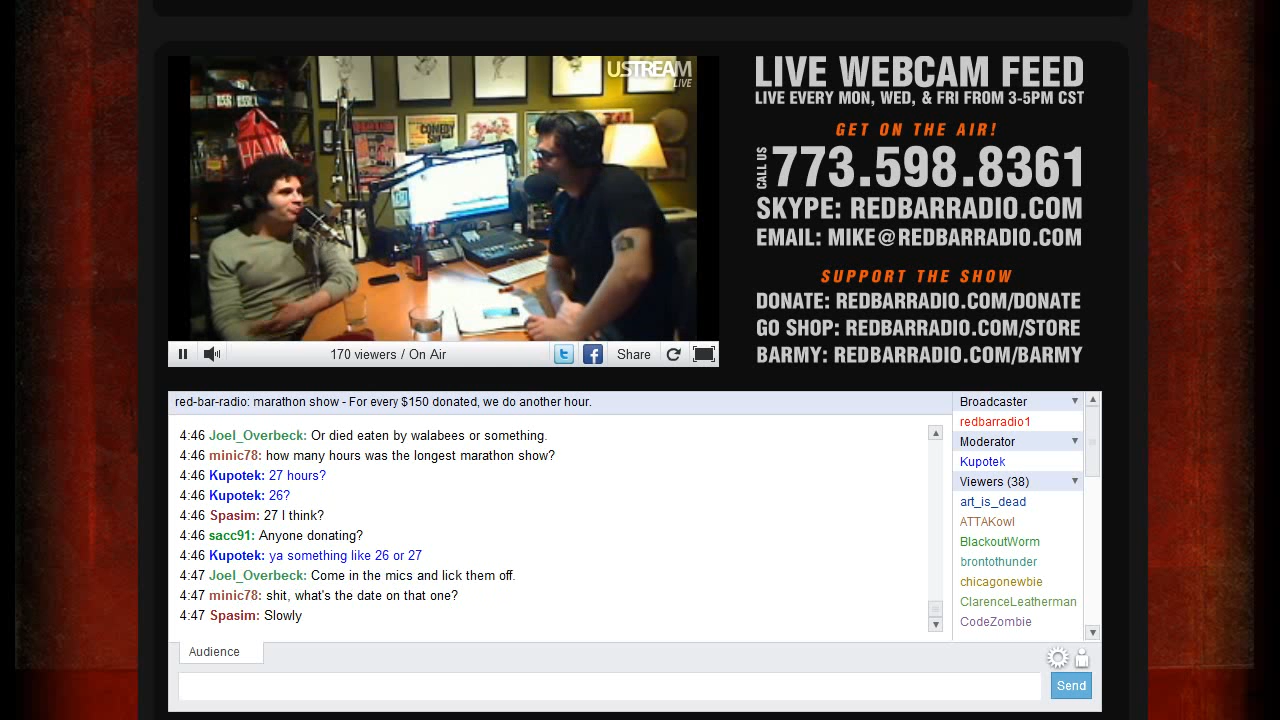 USTREAM
LIVE
COMEDY
170 viewers / On Air
Share
LIVE WEBCAM FEED
LIVE EVERY MON, WED, & FRI FROM 3-5PM CST
GET ON THE AIR!
CALL US 773.598.8361
SKYPE: REDBARRADIO.COM
EMAIL: MIKE@REDBARRADIO.COM
SUPPORT THE SHOW
DONATE: REDBARRADIO.COM/DONATE
GO SHOP: REDBARRADIO.COM/STORE
BARMY: REDBARRADIO.COM/BARMY
red-bar-radio: marathon show - For every $150 donated, we do another hour.
4:46 Joel_Overbeck: Or died eaten by walabees or something.
4:46 minic78: how many hours was the longest marathon show?
4:46 Kupotek: 27 hours?
4:46 Kupotek: 26?
4:46 Spasim: 27 I think?
4:46 sacc91: Anyone donating?
4:46 Kupotek: ya something like 26 or 27
4:47 Joel_Overbeck: Come in the mics and lick them off.
4:47 minic78: shit, what's the date on that one?
4:47 Spasim: Slowly
Broadcaster
redbarradio1
Moderator
Kupotek
Viewers (38)
art_is_dead
ATTAKowl
BlackoutWorm
brontothunder
chicagonewbie
ClarenceLeatherman
CodeZombie
Audience
Send